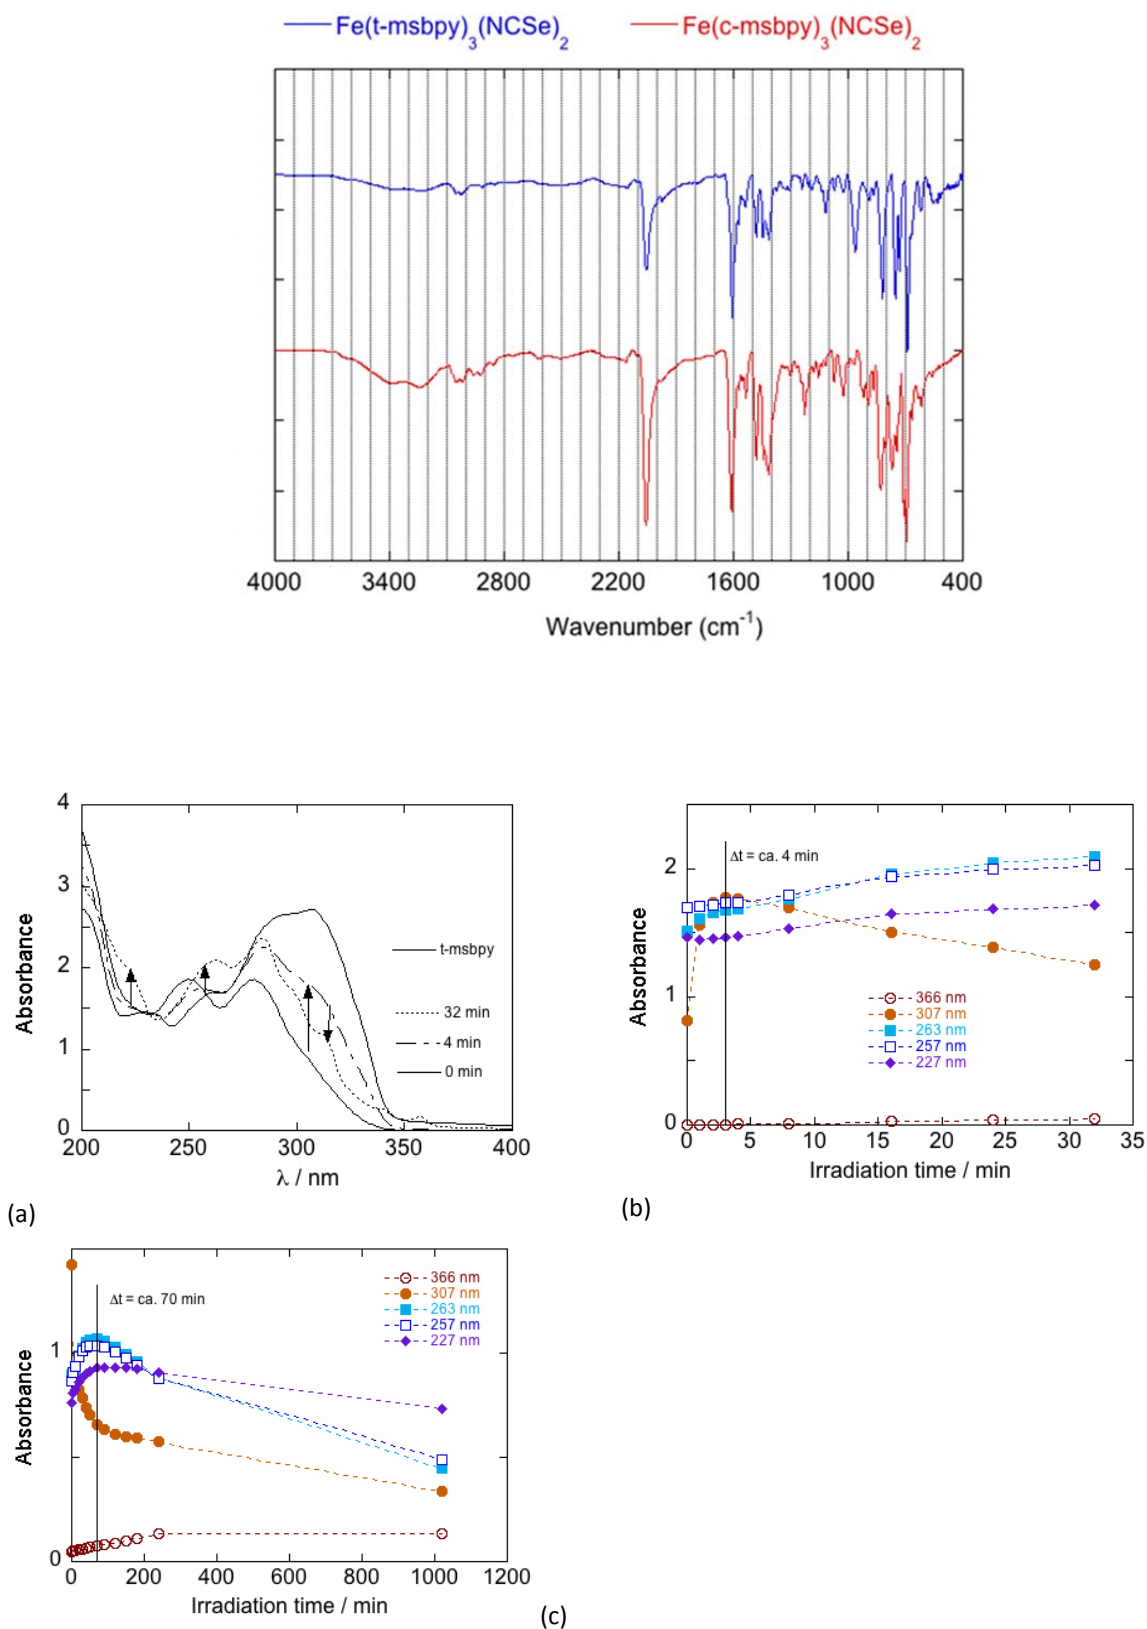 Fe(t-msbpy)₃(NCSe)₂ Fe(c-msbpy)₃(NCSe)₂
4000 3400 2800 2200 1600 1000 400
Wavenumber (cm⁻¹)
4
3
2
1
0
Absorbance
t-msbpy
32 min
4 min
0 min
200 250 300 350 400
λ / nm
(a)
2
1
0
Absorbance
Δt = ca. 4 min
366 nm
307 nm
263 nm
257 nm
227 nm
0 5 10 15 20 25 30 35
Irradiation time / min
(b)
1
0
Absorbance
Δt = ca. 70 min
366 nm
307 nm
263 nm
257 nm
227 nm
0 200 400 600 800 1000 1200
Irradiation time / min
(c)